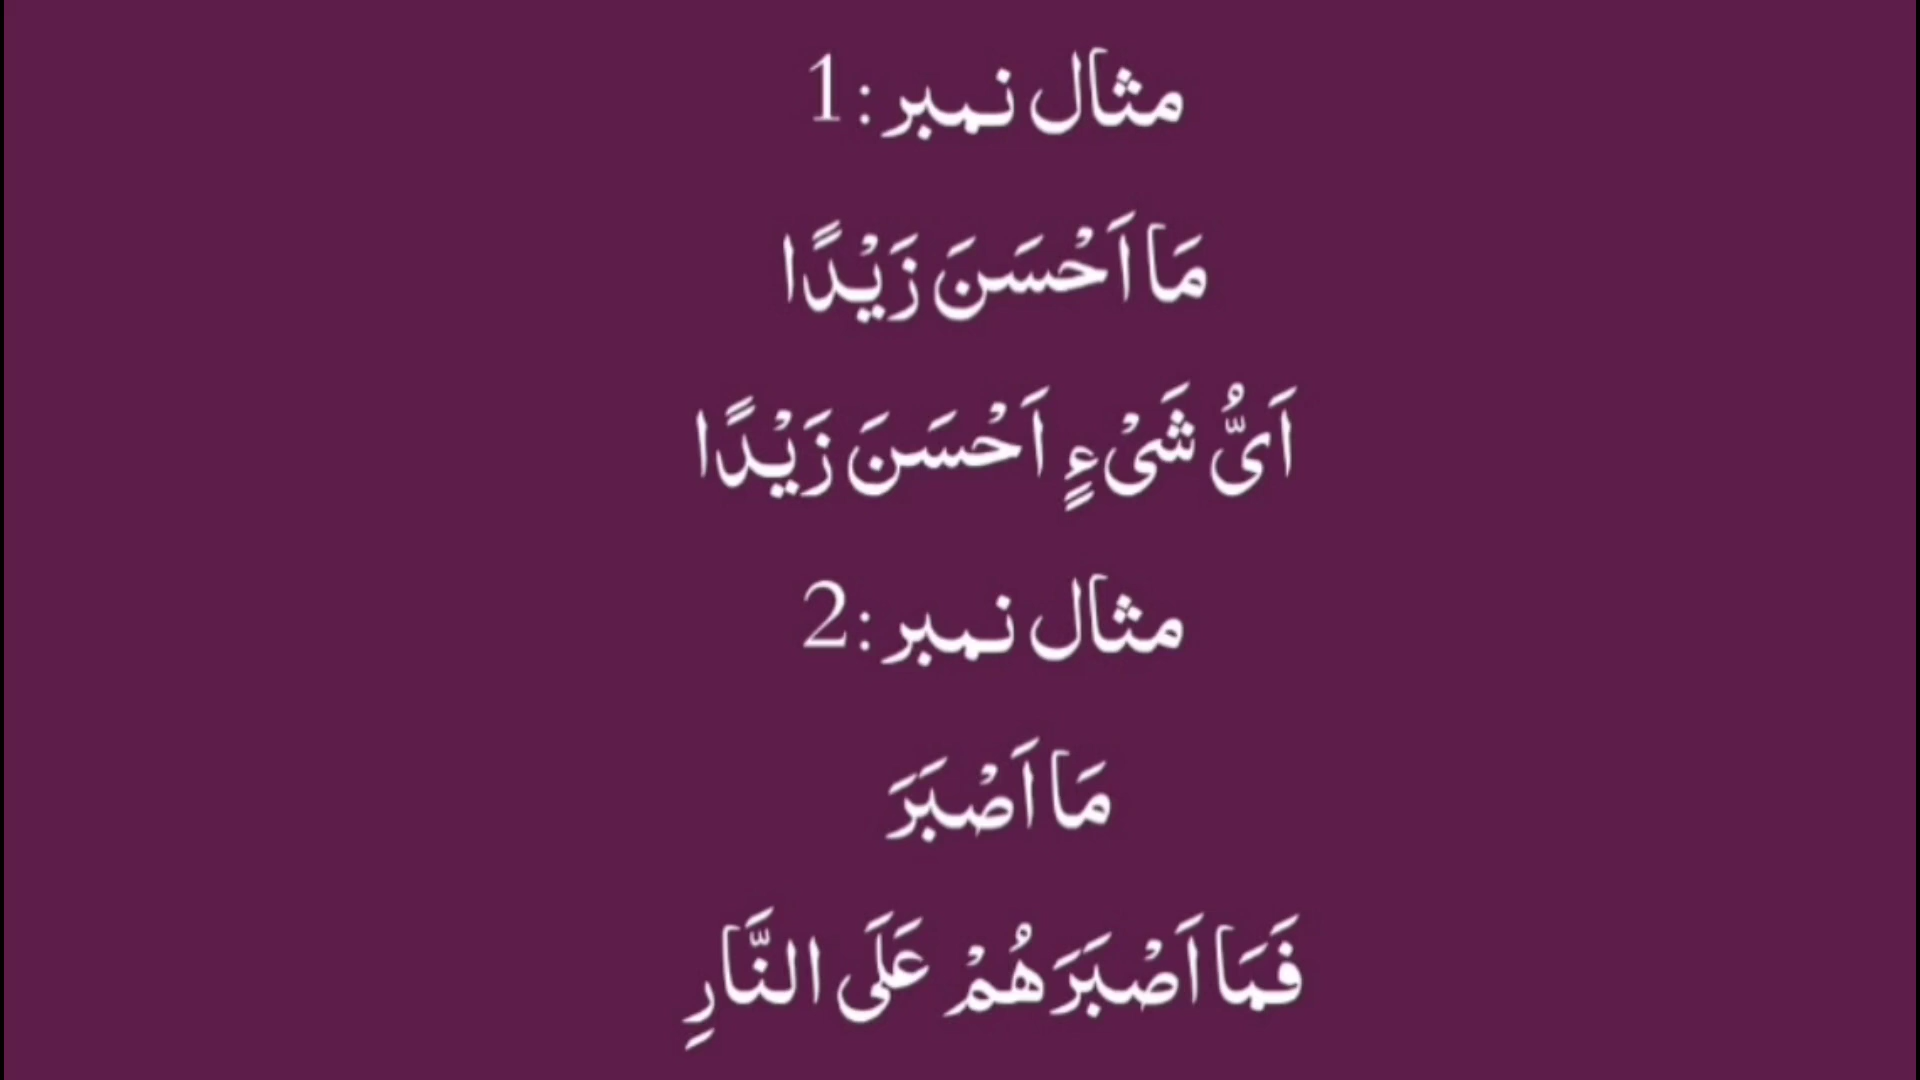 مثال نمبر:1
مَا اَحْسَنَ زَیْدًا
اَیُّ شَیْءٍ اَحْسَنَ زَیْدًا
مثال نمبر:2
مَا اَصْبَرَ
فَمَا اَصْبَرَهُمْ عَلَی النَّارِ